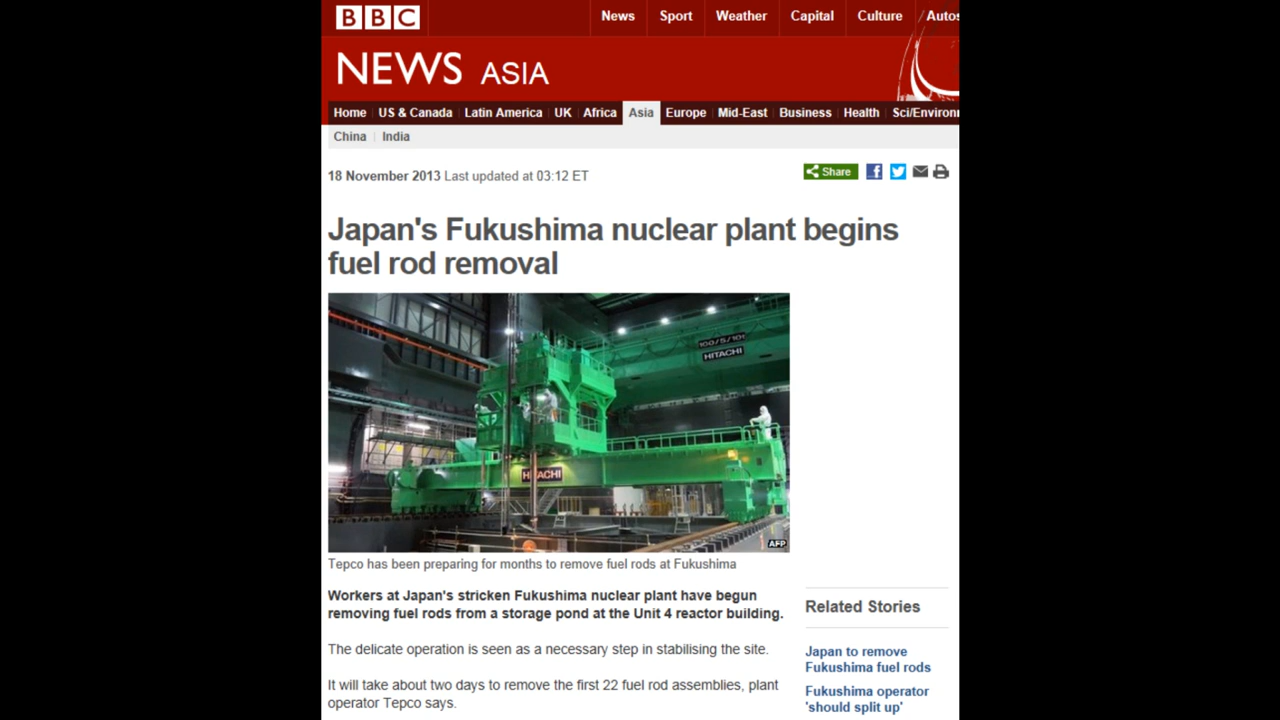 BBC
News Sport Weather Capital Culture Autos
NEWS ASIA
Home US & Canada Latin America UK Africa Asia Europe Mid-East Business Health Sci/Environ
China India
18 November 2013 Last updated at 03:12 ET
Share
Japan's Fukushima nuclear plant begins
fuel rod removal
100/5/10t
HITACHI
HITACHI
AFP
Tepco has been preparing for months to remove fuel rods at Fukushima
Workers at Japan's stricken Fukushima nuclear plant have begun
removing fuel rods from a storage pond at the Unit 4 reactor building.
The delicate operation is seen as a necessary step in stabilising the site.
It will take about two days to remove the first 22 fuel rod assemblies, plant
operator Tepco says.
Related Stories
Japan to remove
Fukushima fuel rods
Fukushima operator
'should split up'